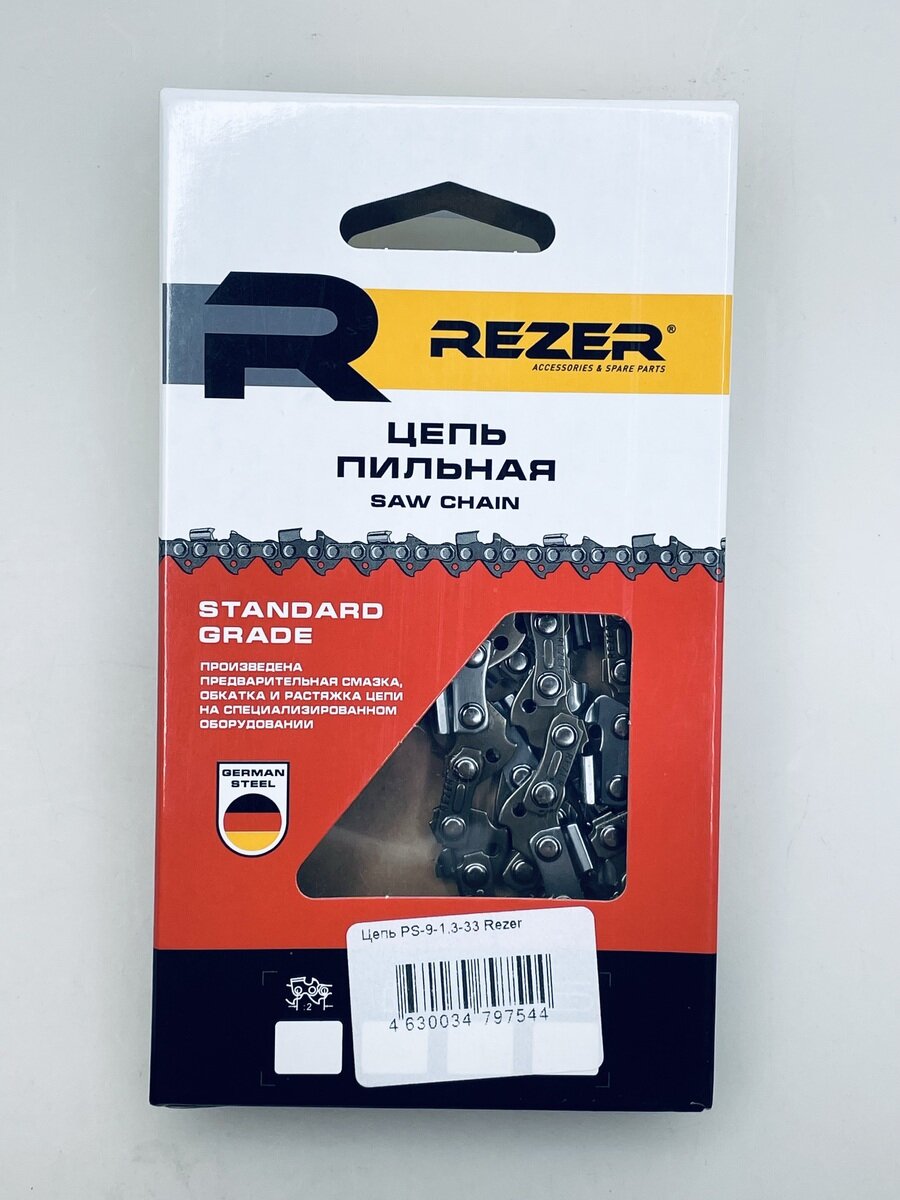 R
REZER®
ACCESSORIES & SPARE PARTS
ЦЕПЬ
ПИЛЬНАЯ
SAW CHAIN
STANDARD
GRADE
ПРОИЗВЕДЕНА
ПРЕДВАРИТЕЛЬНАЯ СМАЗКА,
ОБКАТКА И РАСТЯЖКА ЦЕПИ
НА СПЕЦИАЛИЗИРОВАННОМ
ОБОРУДОВАНИИ
GERMAN
STEEL
Цепь PS-9-1,3-33 Rezer
4 630034 797544
:2